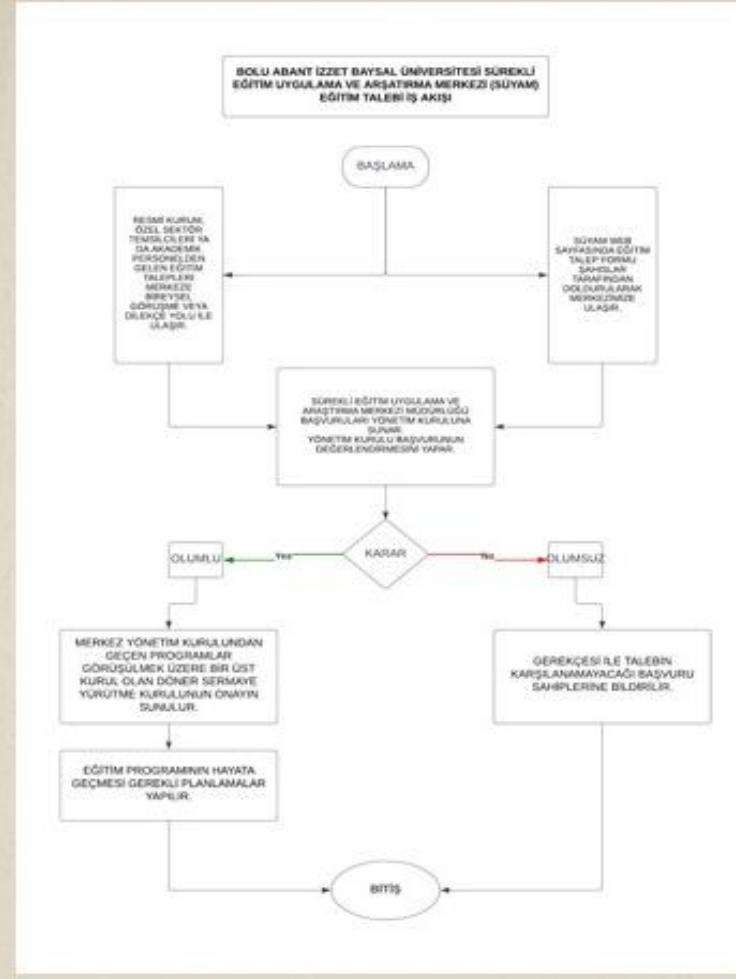 BOLU ABANT İZZET BAYSAL ÜNİVERSİTESİ SÜREKLİ
EĞİTİM UYGULAMA VE ARŞATIRMA MERKEZİ (SÜYAM)
EĞİTİM TALEBİ İŞ AKIŞI
BAŞLAMA
RESMİ KURUM,
ÖZEL SEKTÖR
TEMSİLCİLERİ YA
DA AKADEMİK
PERSONELDEN
GELEN EĞİTİM
TALEPLERİ
MERKEZE
BİREYSEL
GÖRÜŞME VEYA
DİLEKÇE YOLU İLE
ULAŞIR.
SÜYAM WEB
SAYFASINDA EĞİTİM
TALEP FORMU
ŞAHISLAR
TARAFINDAN
DOLDURULARAK
MERKEZİMİZE
ULAŞIR.
SÜREKLİ EĞİTİM UYGULAMA VE
ARAŞTIRMA MERKEZİ MÜDÜRLÜĞÜ
BAŞVURULARI YÖNETİM KURULUNA
SUNAR.
YÖNETİM KURULU BAŞVURUNUN
DEĞERLENDİRMESİNİ YAPAR.
OLUMLU
Yes
KARAR
No
OLUMSUZ
MERKEZ YÖNETİM KURULUNDAN
GEÇEN PROGRAMLAR
GÖRÜŞÜLMEK ÜZERE BİR ÜST
KURUL OLAN DÖNER SERMAYE
YÜRÜTME KURULUNUN ONAYIN
SUNULUR.
GEREKÇESİ İLE TALEBİN
KARŞILANAMAYACAĞI BAŞVURU
SAHİPLERİNE BİLDİRİLİR.
EĞİTİM PROGRAMININ HAYATA
GEÇMESİ GEREKLİ PLANLAMALAR
YAPILIR.
BİTİŞ